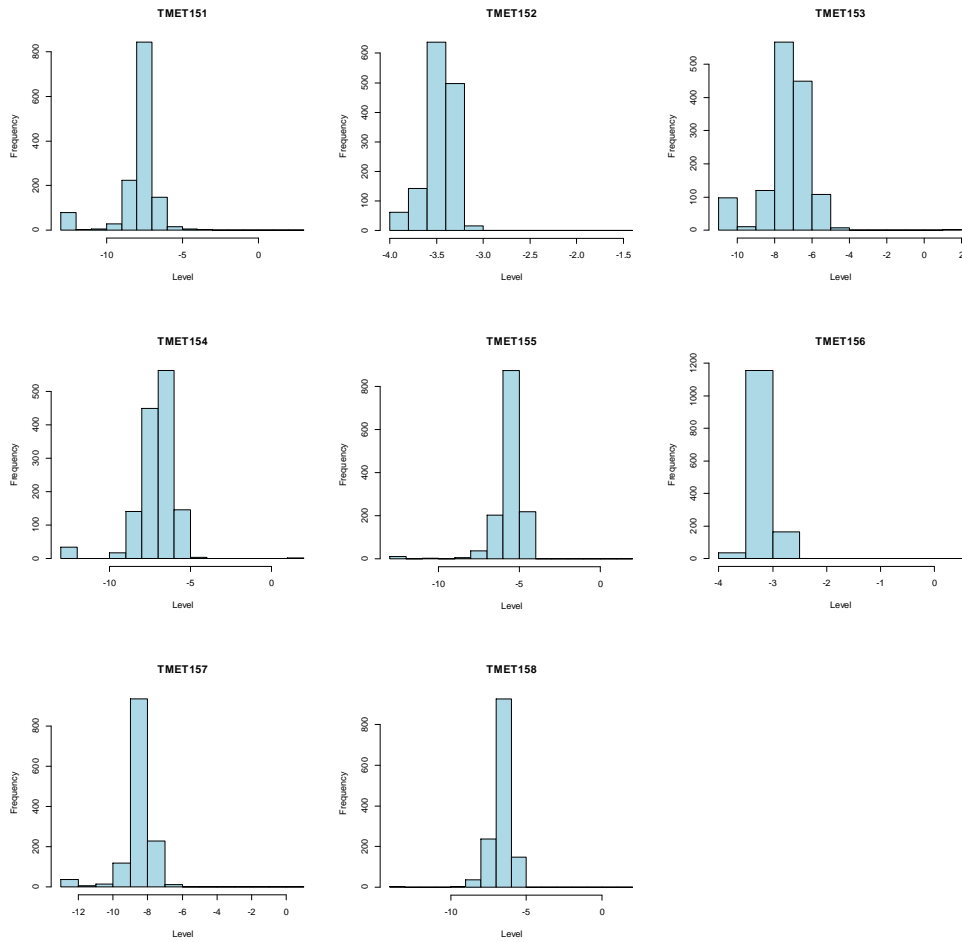 TMET151
TMET152
TMET153
Frequency
0 200 400 600 800
Frequency
0 100 200 300 400 500 600
Frequency
0 100 200 300 400 500
-10 -5 0
-4.0 -3.5 -3.0 -2.5 -2.0 -1.5
-10 -8 -6 -4 -2 0 2
Level
Level
Level
TMET154
TMET155
TMET156
Frequency
0 100 200 300 400 500
Frequency
0 200 400 600 800
Frequency
0 200 400 600 800 1000 1200
-10 -5 0
-10 -5 0
-4 -3 -2 -1 0
Level
Level
Level
TMET157
TMET158
Frequency
0 200 400 600 800
Frequency
0 200 400 600 800
-12 -10 -8 -6 -4 -2 0
-10 -5 0
Level
Level